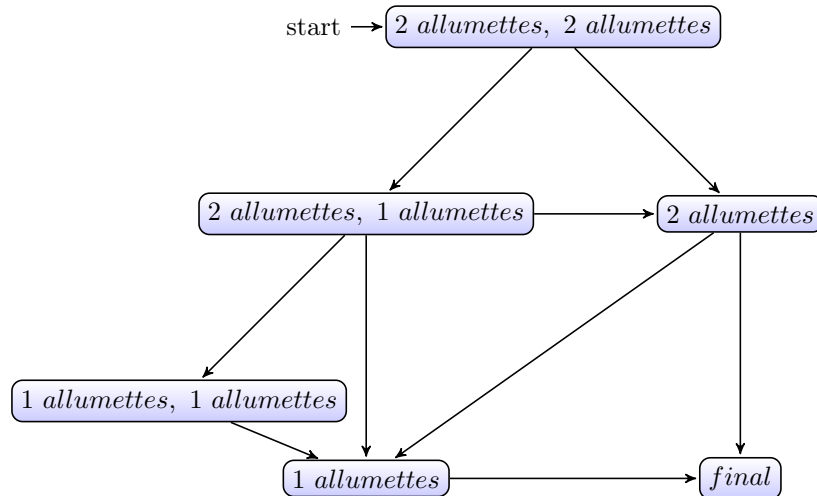 start
2 allumettes, 2 allumettes
2 allumettes, 1 allumettes
2 allumettes
1 allumettes, 1 allumettes
1 allumettes
final